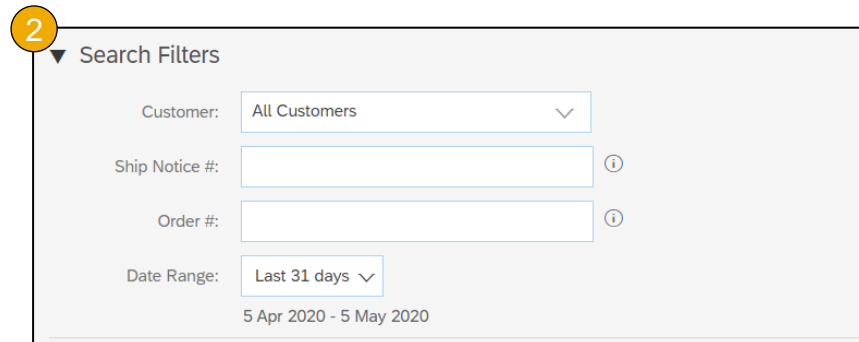 2
Search Filters
Customer: All Customers
Ship Notice #:
Order #:
Date Range: Last 31 days
5 Apr 2020 - 5 May 2020